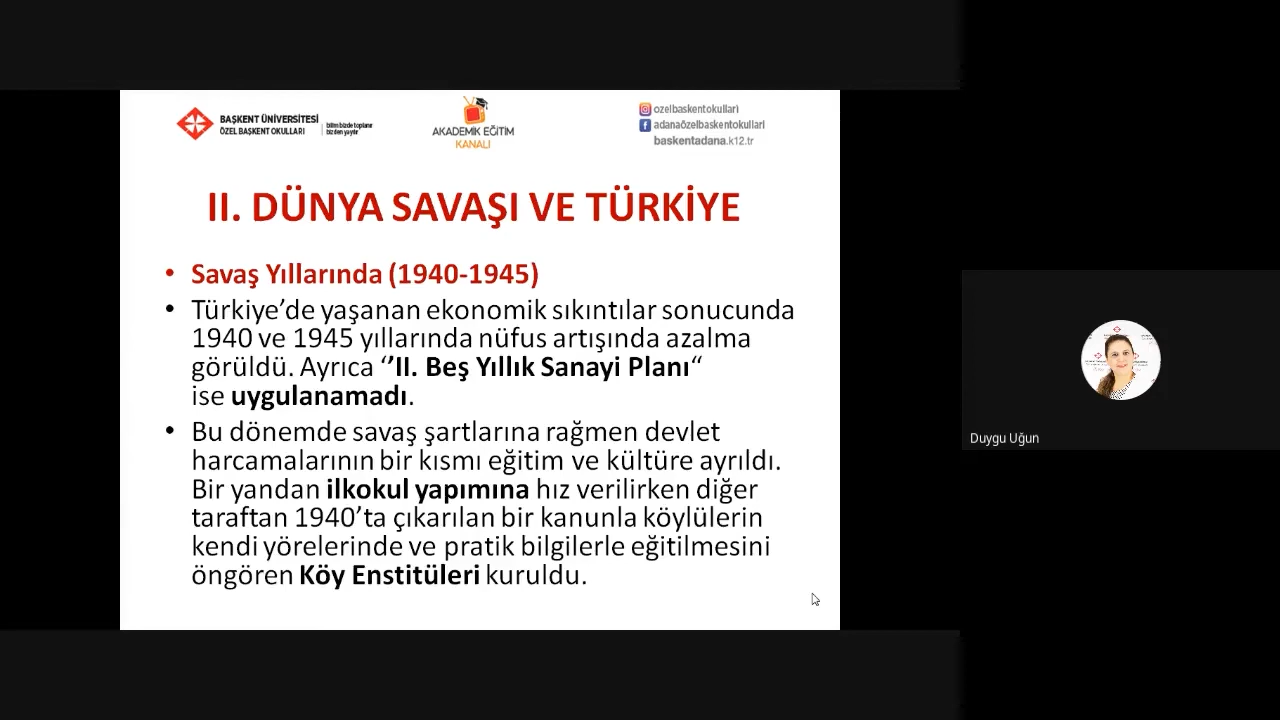 BAŞKENT ÜNİVERSİTESİ
ÖZEL BAŞKENT OKULLARI
bilim bizde toplanır
bizden yayılır
AKADEMİK EĞİTİM
KANALI
ozelbaskentokullari
adanaözelbaskentokullari
baskentadana.k12.tr
II. DÜNYA SAVAŞI VE TÜRKİYE
• Savaş Yıllarında (1940-1945)
• Türkiye’de yaşanan ekonomik sıkıntılar sonucunda
1940 ve 1945 yıllarında nüfus artışında azalma
görüldü. Ayrıca ‘’II. Beş Yıllık Sanayi Planı“
ise uygulanamadı.
• Bu dönemde savaş şartlarına rağmen devlet
harcamalarının bir kısmı eğitim ve kültüre ayrıldı.
Bir yandan ilkokul yapımına hız verilirken diğer
taraftan 1940’ta çıkarılan bir kanunla köylülerin
kendi yörelerinde ve pratik bilgilerle eğitilmesini
öngören Köy Enstitüleri kuruldu.
Duygu Uğun